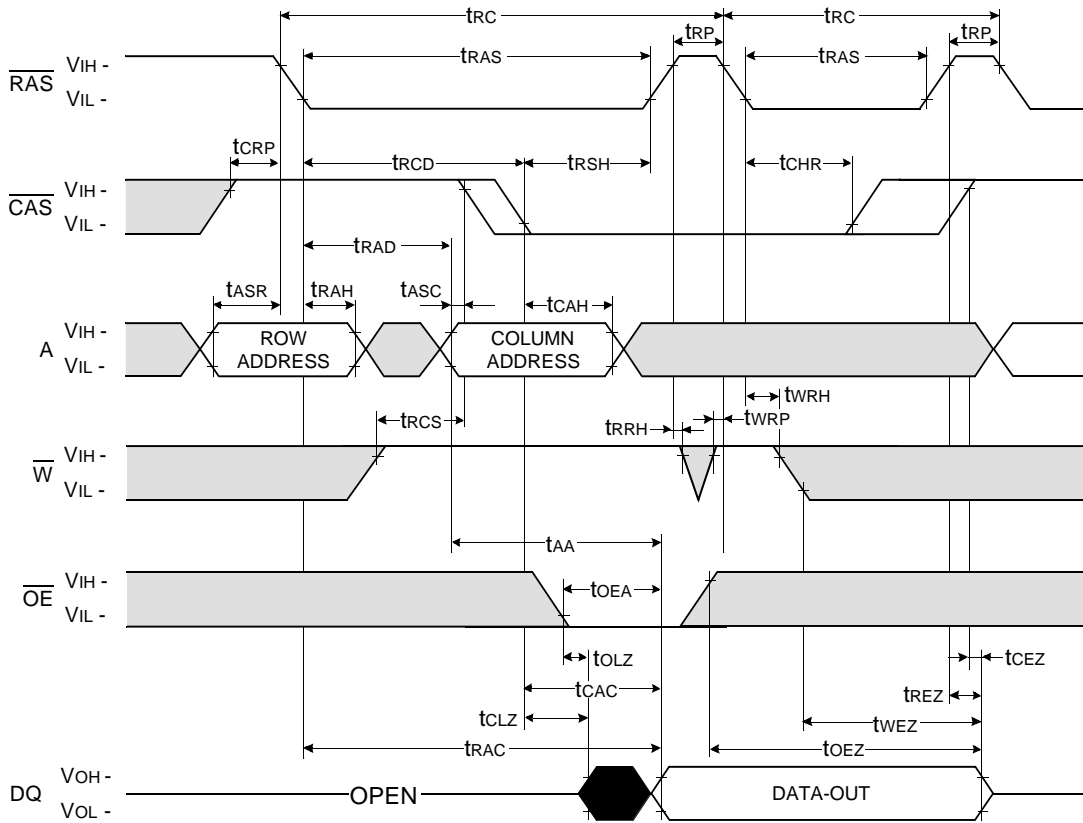 tRC tRC
tRP tRP
RAS VIH - tRAS tRAS
VIL -
tCRP tRCD tRSH tCHR
CAS VIH -
VIL -
tRAD
tASR tRAH tASC tCAH
A VIH - ROW ADDRESS COLUMN ADDRESS
VIL -
tWRH
tRCS tRRH tWRP
W VIH -
VIL -
tAA
OE VIH - tOEA
VIL -
tOLZ tCEZ
tCAC tREZ
tCLZ tWEZ
tRAC tOEZ
DQ VOH - OPEN DATA-OUT
VOL -